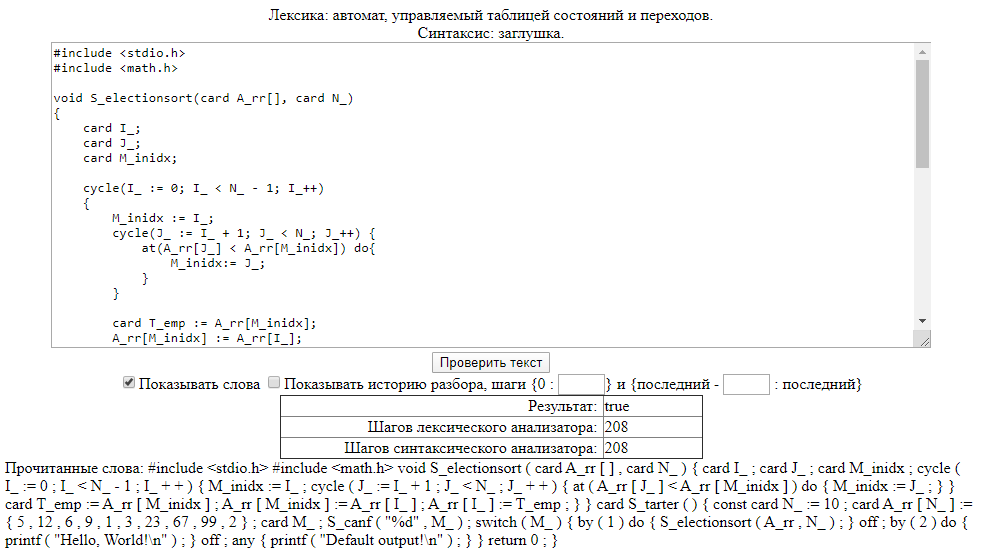 Лексика: автомат, управляемый таблицей состояний и переходов.
Синтаксис: заглушка.
#include <stdio.h>
#include <math.h>
void S_electionsort(card A_rr[], card N_)
{
card I_;
card J_;
card M_inidx;
cycle(I_ := 0; I_ < N_ - 1; I_++)
{
M_inidx := I_;
cycle(J_ := I_ + 1; J_ < N_; J_++) {
at(A_rr[J_] < A_rr[M_inidx]) do{
M_inidx:= J_;
}
}
card T_emp := A_rr[M_inidx];
A_rr[M_inidx] := A_rr[I_];
Проверить текст
Показывать слова Показывать историю разбора, шаги {0 : } и {последний - : последний}
Результат: true
Шагов лексического анализатора: 208
Шагов синтаксического анализатора: 208
Прочитанные слова: #include <stdio.h> #include <math.h> void S_electionsort ( card A_rr [ ] , card N_ ) { card I_ ; card J_ ; card M_inidx ; cycle (
I_ := 0 ; I_ < N_ - 1 ; I_ + + ) { M_inidx := I_ ; cycle ( J_ := I_ + 1 ; J_ < N_ ; J_ + + ) { at ( A_rr [ J_ ] < A_rr [ M_inidx ] ) do { M_inidx := J_ ; } }
card T_emp := A_rr [ M_inidx ] ; A_rr [ M_inidx ] := A_rr [ I_ ] ; A_rr [ I_ ] := T_emp ; } } card S_tarter ( ) { const card N_ := 10 ; card A_rr [ N_ ] :=
{ 5 , 12 , 6 , 9 , 1 , 3 , 23 , 67 , 99 , 2 } ; card M_ ; S_canf ( "%d" , M_ ) ; switch ( M_ ) { by ( 1 ) do { S_electionsort ( A_rr , N_ ) ; } off ; by ( 2 ) do {
printf ( "Hello, World!\n" ) ; } off ; any { printf ( "Default output!\n" ) ; } } return 0 ; }